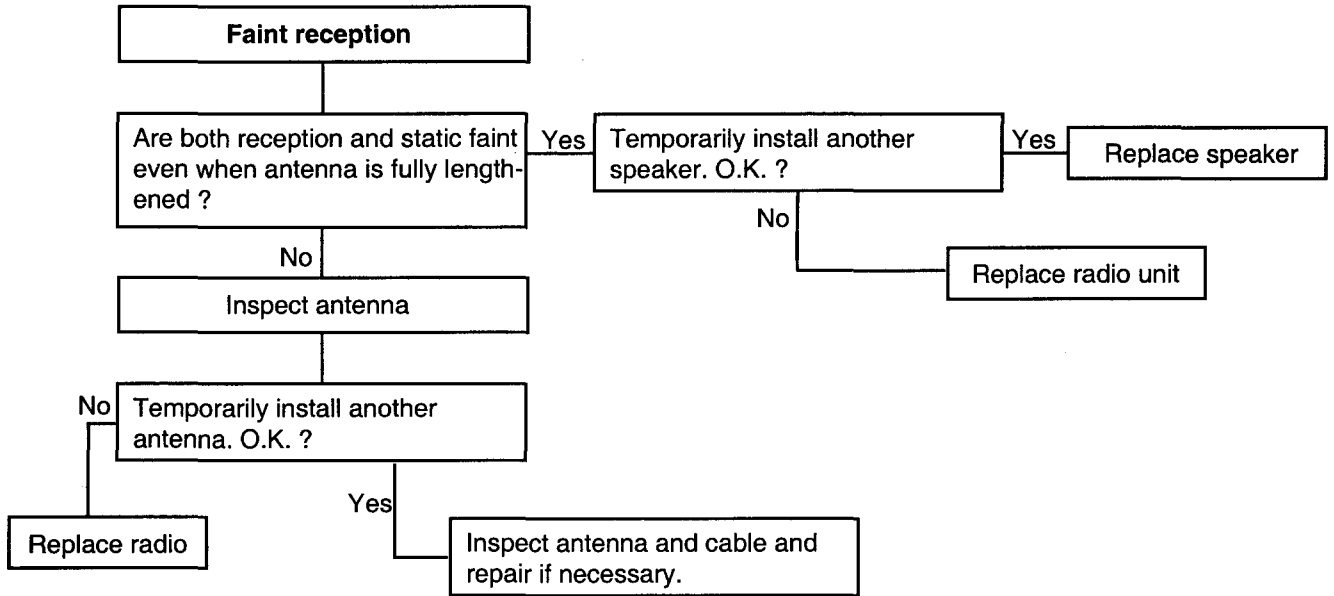 Faint reception
Are both reception and static faint
even when antenna is fully length-
ened ?
Yes
Temporarily install another
speaker. O.K. ?
Yes
Replace speaker
No
Replace radio unit
No
Inspect antenna
No
Temporarily install another
antenna. O.K. ?
Replace radio
Yes
Inspect antenna and cable and
repair if necessary.